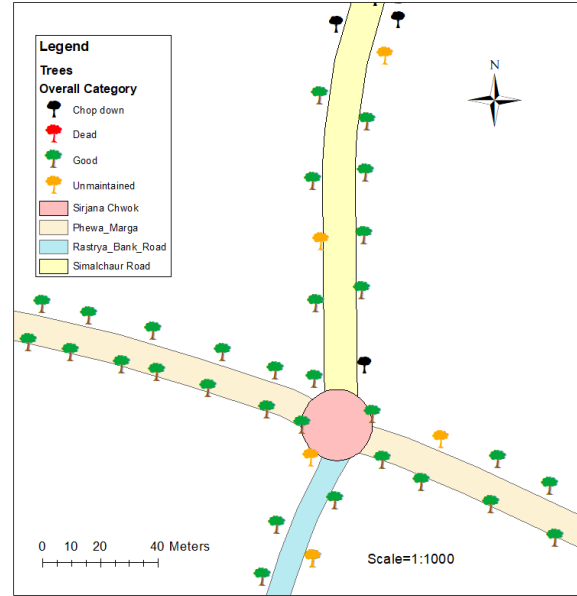 Legend
Trees
Overall Category
Chop down
Dead
Good
Unmaintained
Sirjana Chwok
Phewa_Marga
Rastrya_Bank_Road
Simalchaur Road
N
0 10 20 40 Meters
Scale=1:1000